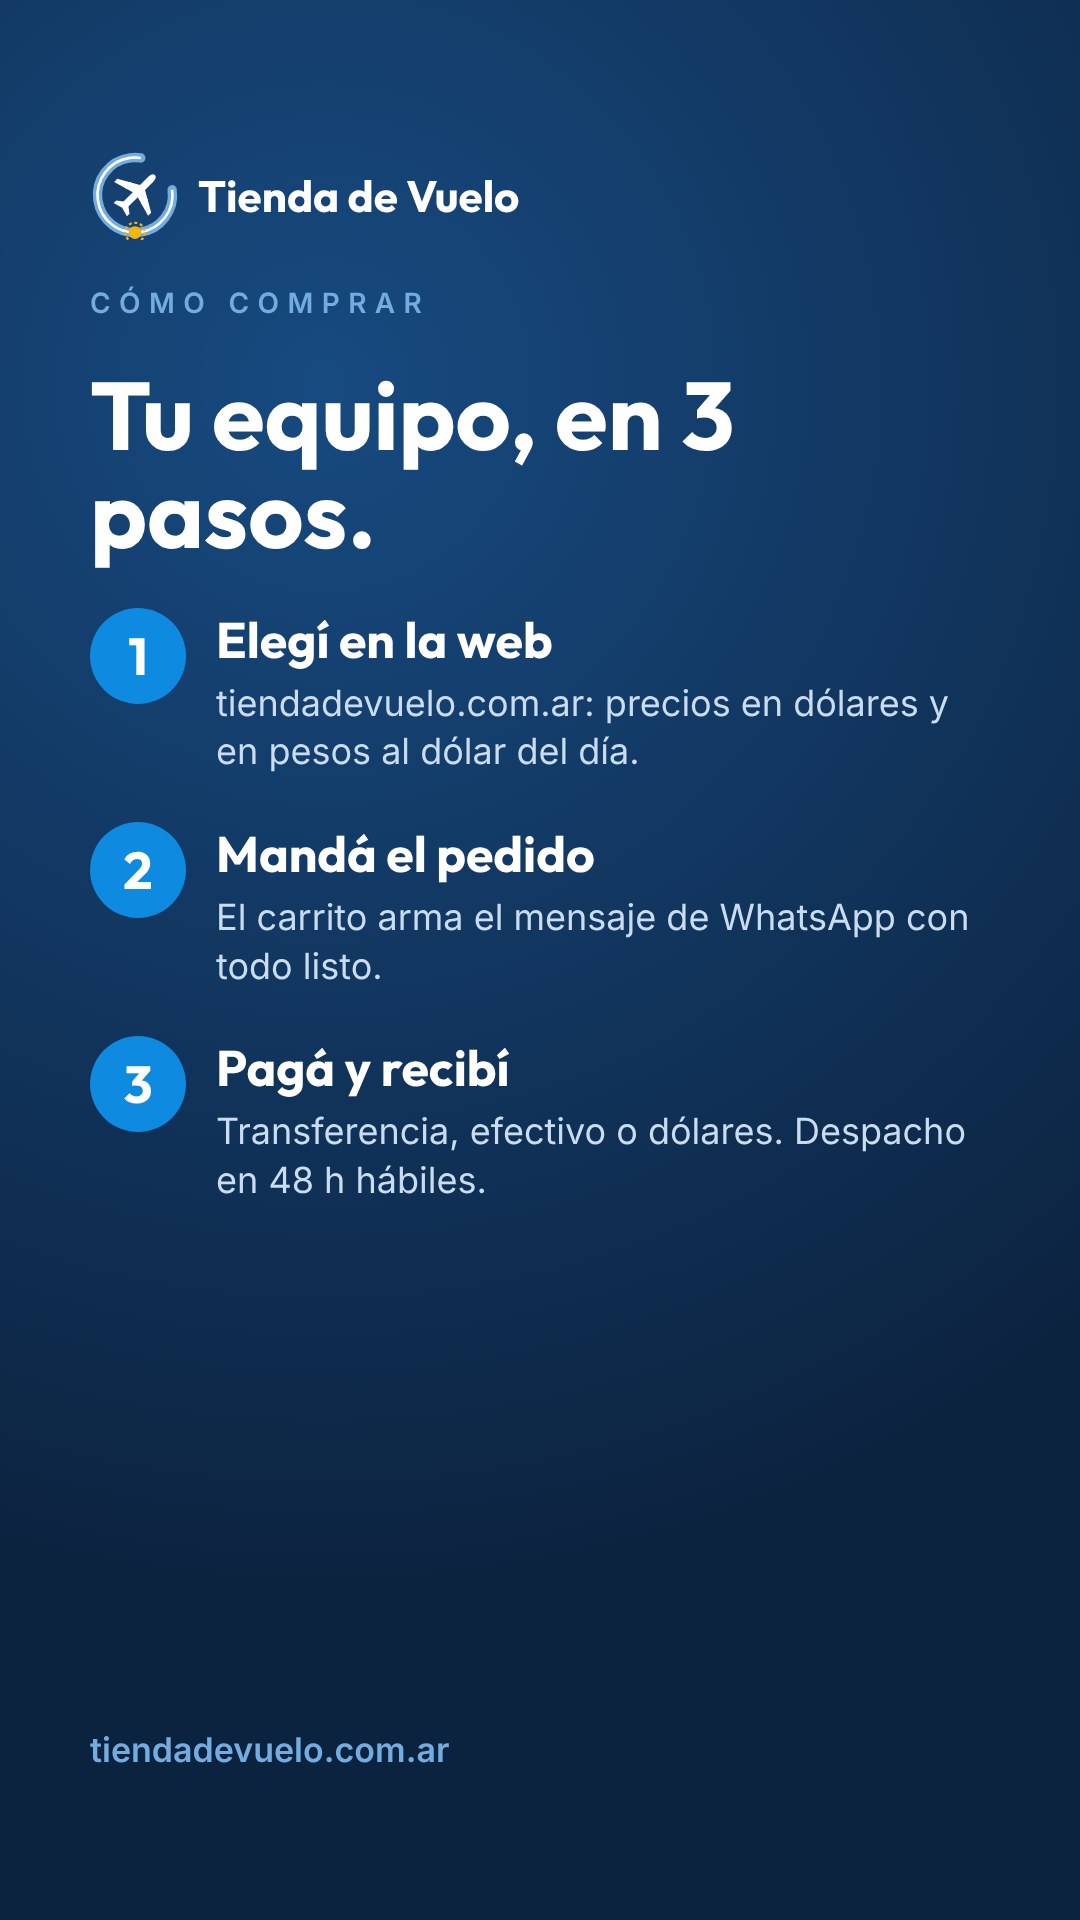 Tienda de Vuelo
CÓMO COMPRAR
Tu equipo, en 3
pasos.
1
Elegí en la web
tiendadevuelo.com.ar: precios en dólares y
en pesos al dólar del día.
2
Mandá el pedido
El carrito arma el mensaje de WhatsApp con
todo listo.
3
Pagá y recibí
Transferencia, efectivo o dólares. Despacho
en 48 h hábiles.
tiendadevuelo.com.ar